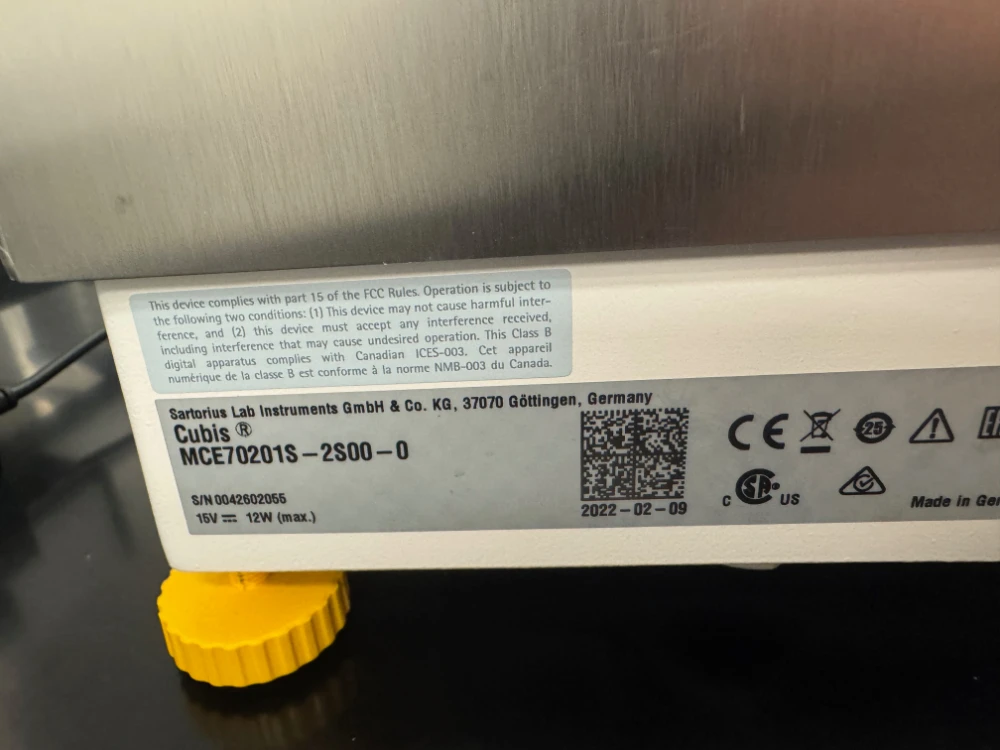 This device complies with part 15 of the FCC Rules. Operation is subject to
the following two conditions: (1) This device may not cause harmful inter-
ference, and (2) this device must accept any interference received,
including interference that may cause undesired operation. This Class B
digital apparatus complies with Canadian ICES-003. Cet appareil
numérique de la classe B est conforme à la norme NMB-003 du Canada.
Sartorius Lab Instruments GmbH & Co. KG, 37070 Göttingen, Germany
Cubis ®
MCE70201S-2S00-0
S/N 0042602055
15V ⎓ 12W (max.)
2022-02-09
CE
25
C SA US
Made in Ger